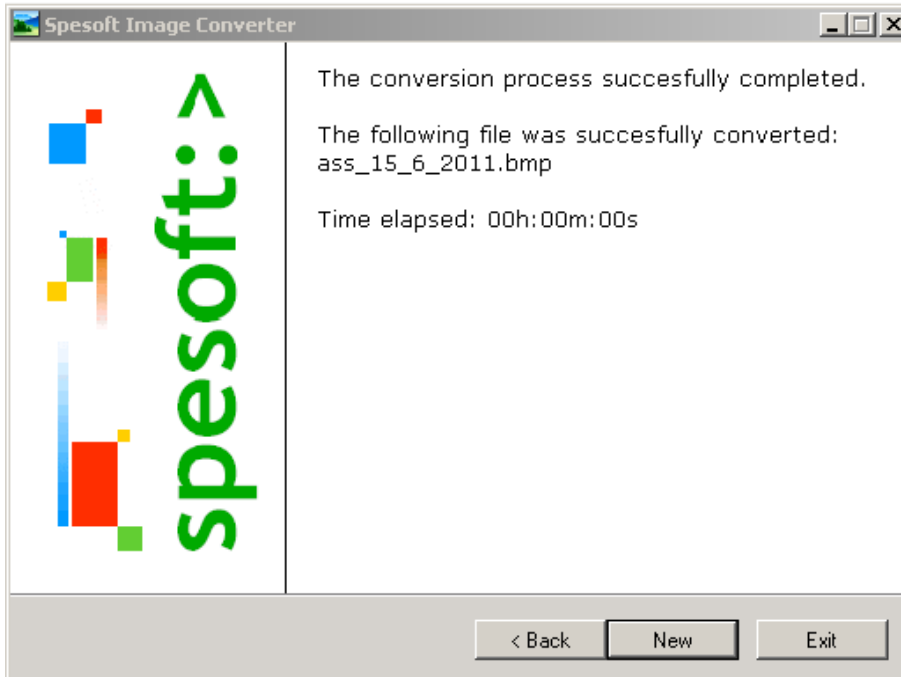 Spesoft Image Converter
spesoft:>
The conversion process succesfully completed.
The following file was succesfully converted:
ass_15_6_2011.bmp
Time elapsed: 00h:00m:00s
< Back
New
Exit